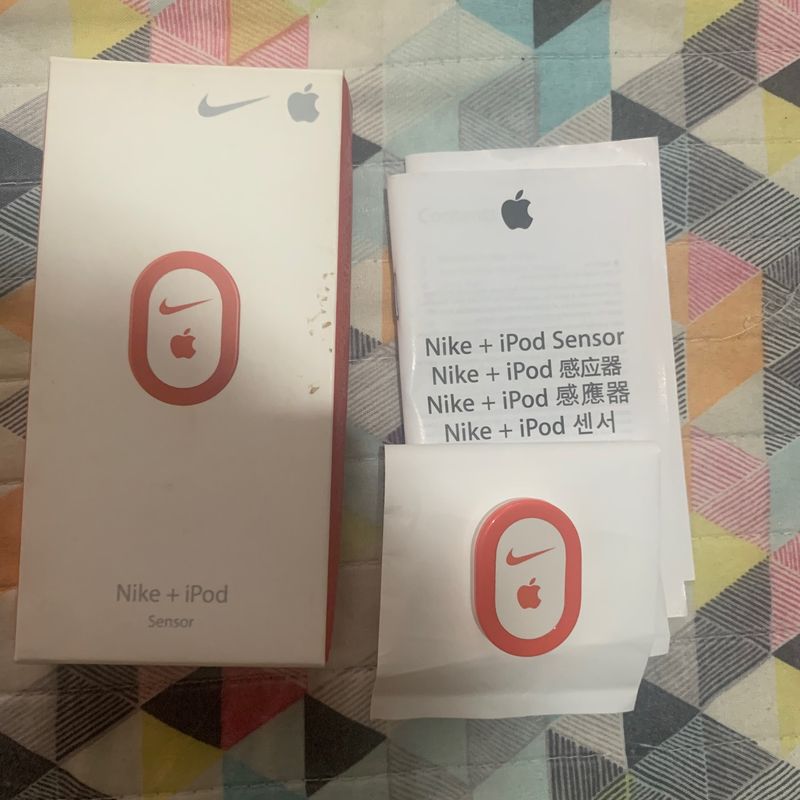 Nike + iPod
Sensor
Nike + iPod Sensor
Nike + iPod 感应器
Nike + iPod 感應器
Nike + iPod 센서